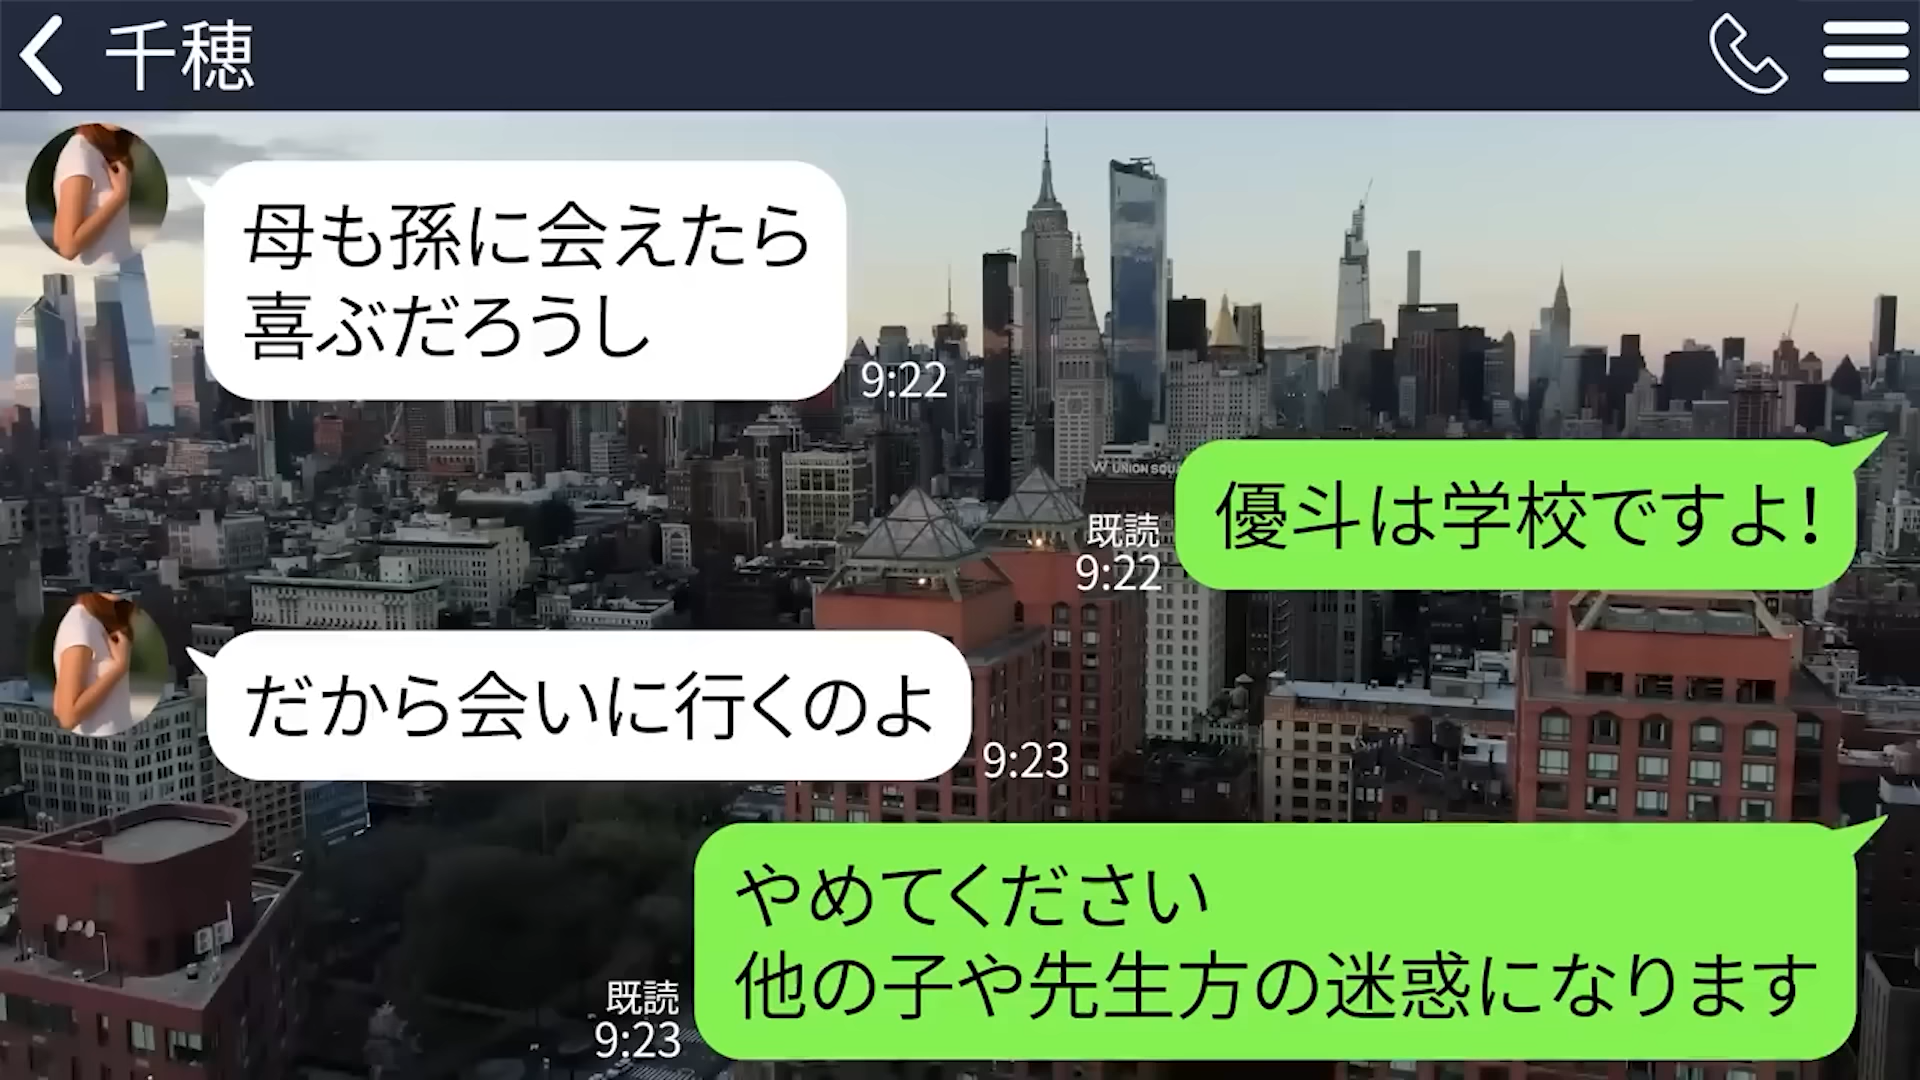 千穂
母も孫に会えたら
喜ぶだろうし
9:22
優斗は学校ですよ!
既読
9:22
だから会いに行くのよ
9:23
やめてください
他の子や先生方の迷惑になります
既読
9:23
W UNION SQU